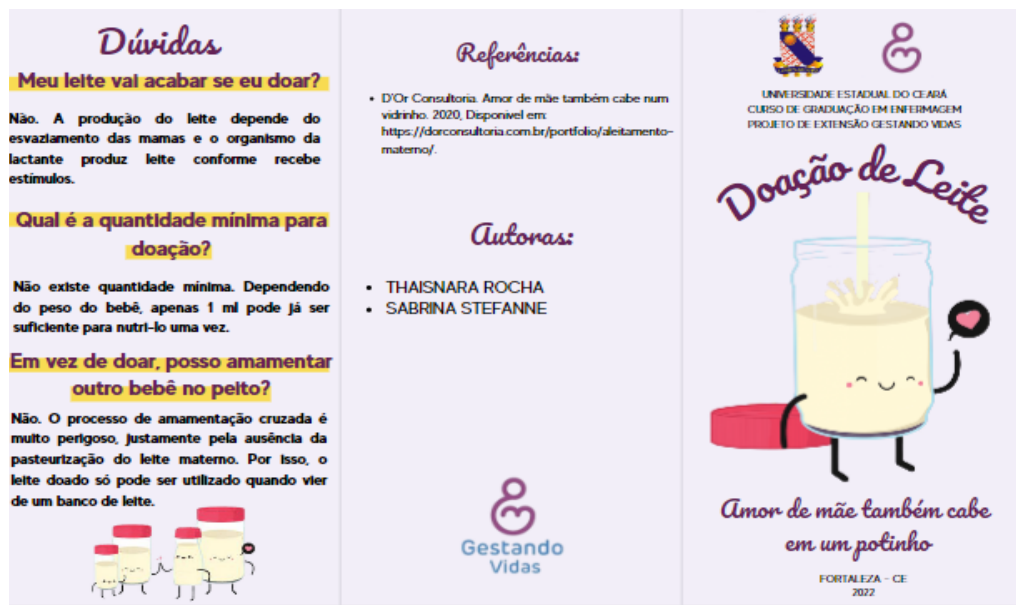 Dúvidas
Meu leite vai acabar se eu doar?
Não. A produção do leite depende do
esvaziamento das mamas e o organismo da
lactante produz leite conforme recebe
estímulos.
Qual é a quantidade mínima para
doação?
Não existe quantidade mínima. Dependendo
do peso do bebê, apenas 1 ml pode já ser
suficiente para nutri-lo uma vez.
Em vez de doar, posso amamentar
outro bebê no peito?
Não. O processo de amamentação cruzada é
muito perigoso, justamente pela ausência da
pasteurização do leite materno. Por isso, o
leite doado só pode ser utilizado quando vier
de um banco de leite.
Referências:
• D'Or Consultoria. Amor de mãe também cabe num
vidrinho. 2020, Disponivel em:
https://dorconsultoria.com.br/portfolio/aleitamento-
materno/.
Autoras:
• THAISNARA ROCHA
• SABRINA STEFANNE
Gestando
Vidas
UNIVERSIDADE ESTADUAL DO CEARÁ
CURSO DE GRADUAÇÃO EM ENFERMAGEM
PROJETO DE EXTENSÃO GESTANDO VIDAS
Doação de Leite
Amor de mãe também cabe
em um potinho
FORTALEZA - CE
2022